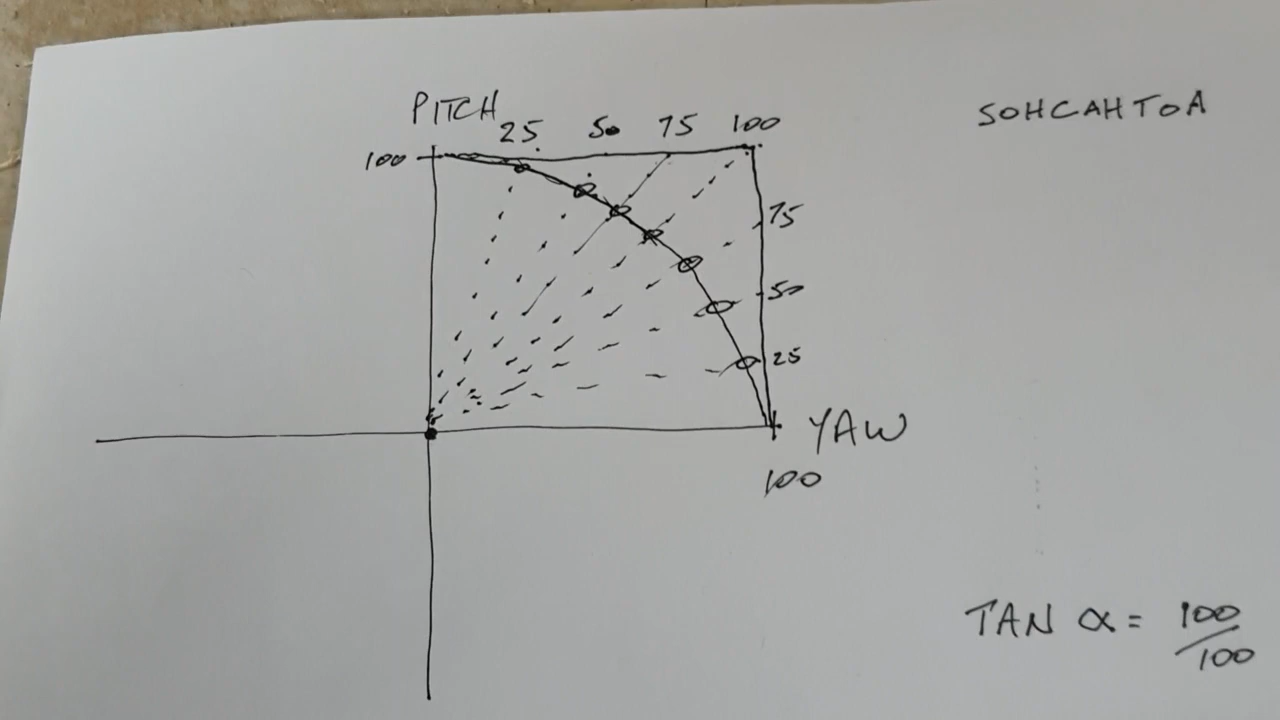 PITCH
SOHCAHTOA
25 50 75 100
100
75
50
25
YAW
100
TAN α = 100/100